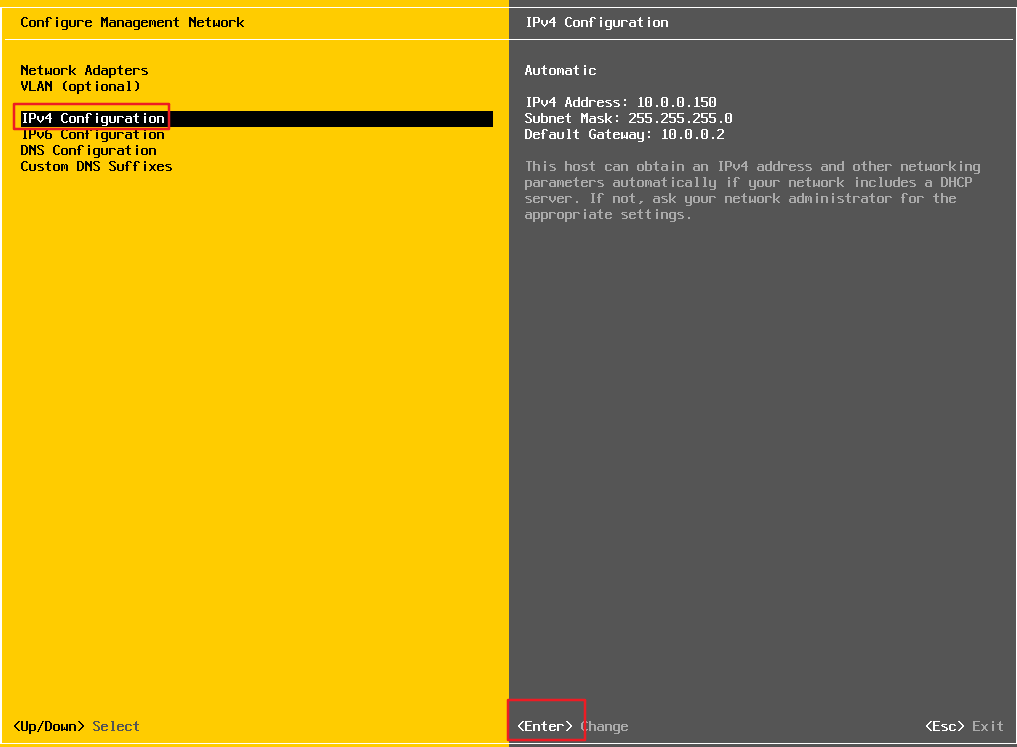 Configure Management Network
Network Adapters
VLAN (optional)
IPv4 Configuration
IPv6 Configuration
DNS Configuration
Custom DNS Suffixes
<Up/Down> Select
IPv4 Configuration
Automatic
IPv4 Address: 10.0.0.150
Subnet Mask: 255.255.255.0
Default Gateway: 10.0.0.2
This host can obtain an IPv4 address and other networking
parameters automatically if your network includes a DHCP
server. If not, ask your network administrator for the
appropriate settings.
<Enter> Change
<Esc> Exit